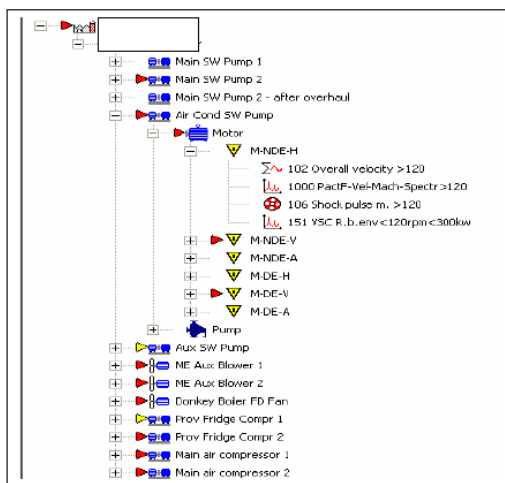 Main SW Pump 1
Main SW Pump 2
Main SW Pump 2 - after overhaul
Air Cond SW Pump
Motor
M-NDE-H
102 Overall velocity >120
1000 PactF-Vel-Mach-Spectr >120
106 Shock pulse m. >120
151 VSC R.b.env<120rpm<300kw
M-NDE-V
M-NDE-A
M-DE-H
M-DE-V
M-DE-A
Pump
Aux SW Pump
ME Aux Blower 1
ME Aux Blower 2
Donkey Boiler FD Fan
Prov Fridge Compr 1
Prov Fridge Compr 2
Main air compressor 1
Main air compressor 2